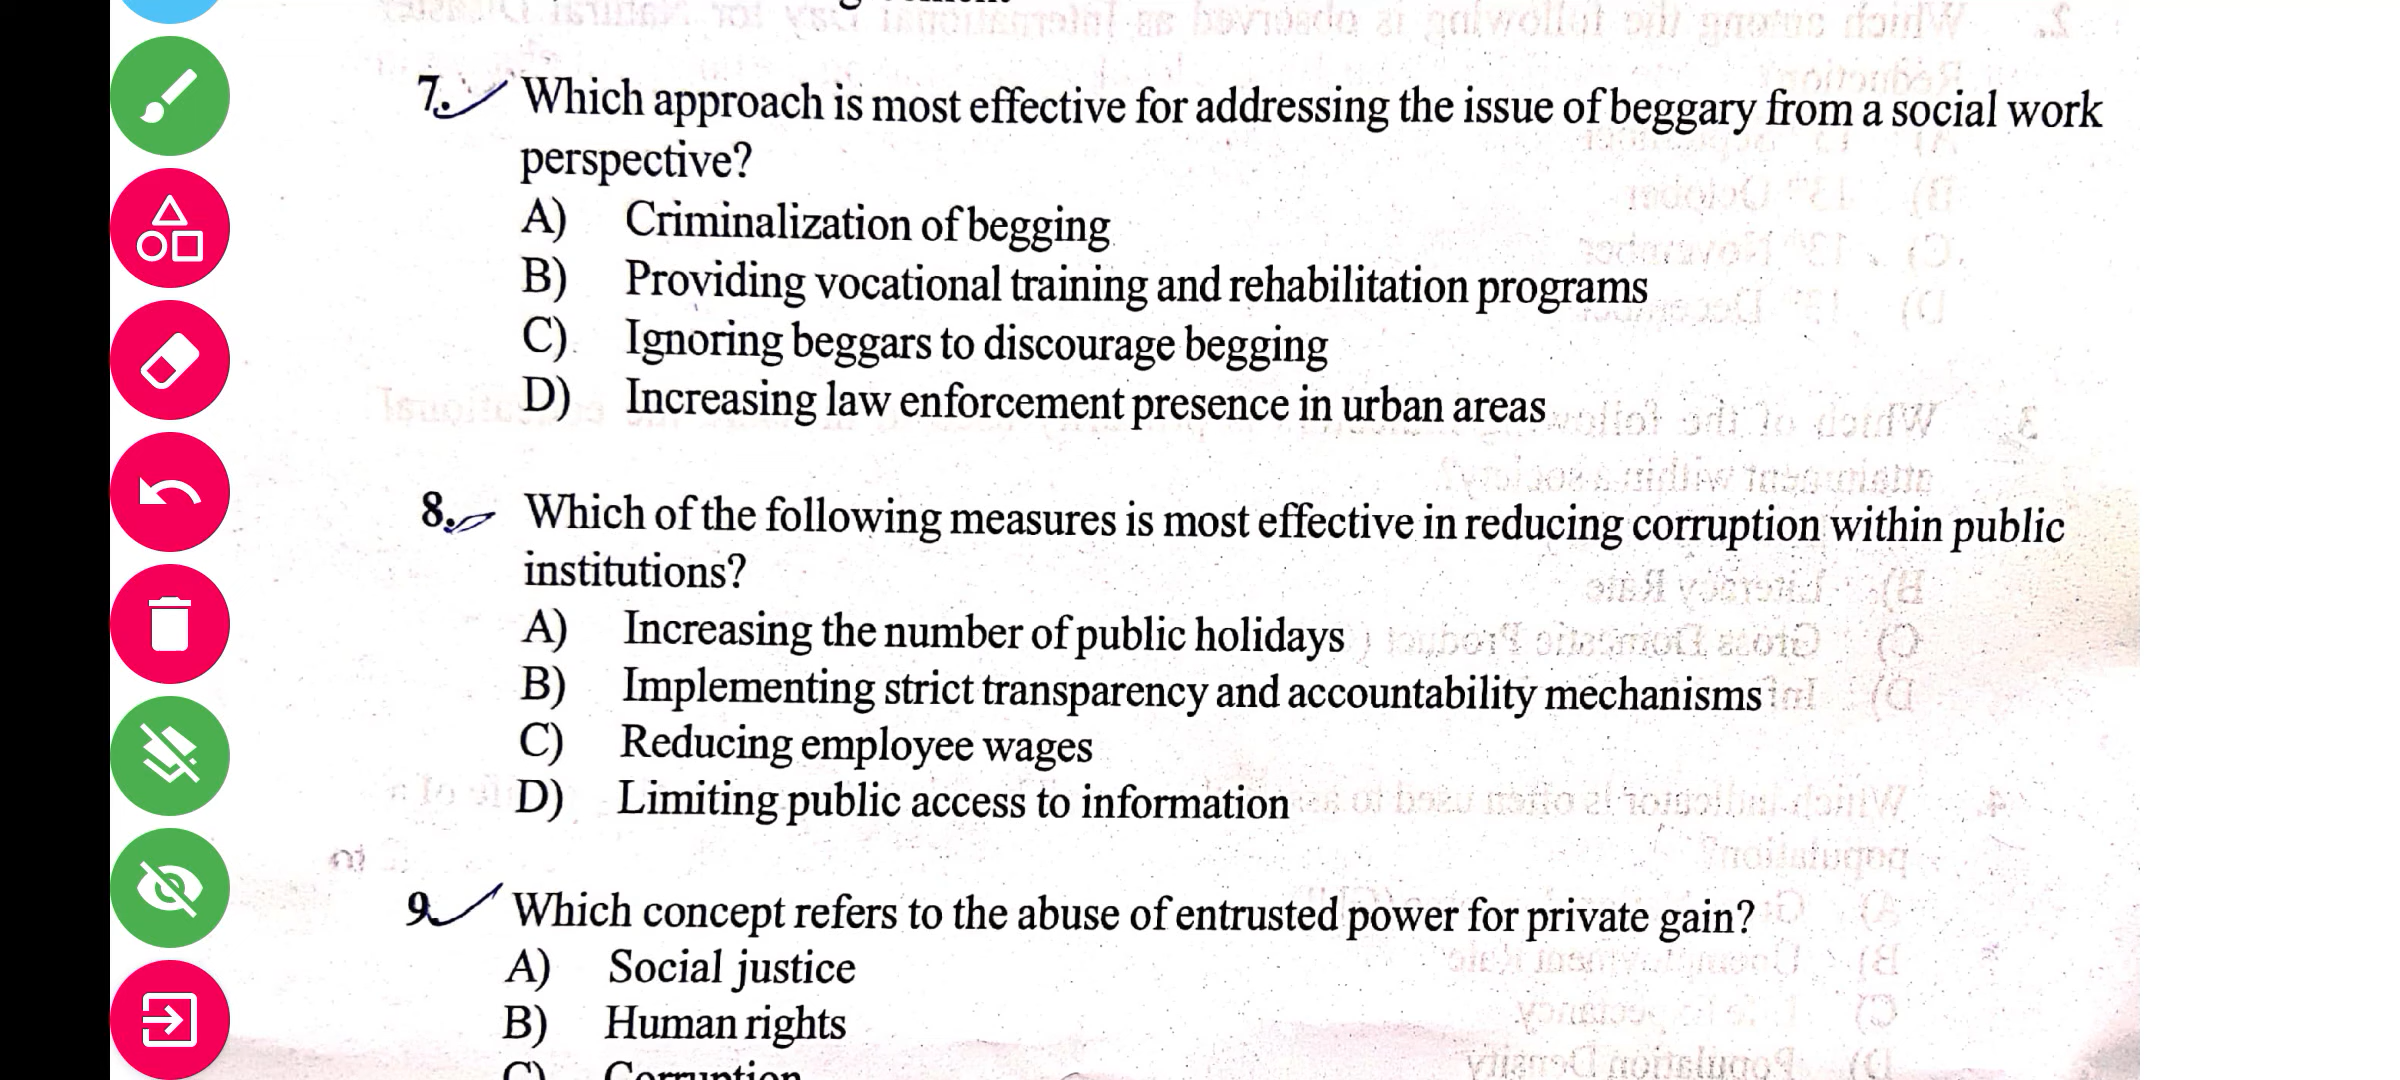 7. Which approach is most effective for addressing the issue of beggary from a social work
perspective?
A) Criminalization of begging
B) Providing vocational training and rehabilitation programs
C) Ignoring beggars to discourage begging
D) Increasing law enforcement presence in urban areas
8. Which of the following measures is most effective in reducing corruption within public
institutions?
A) Increasing the number of public holidays
B) Implementing strict transparency and accountability mechanisms
C) Reducing employee wages
D) Limiting public access to information
9. Which concept refers to the abuse of entrusted power for private gain?
A) Social justice
B) Human rights
C) Corruption